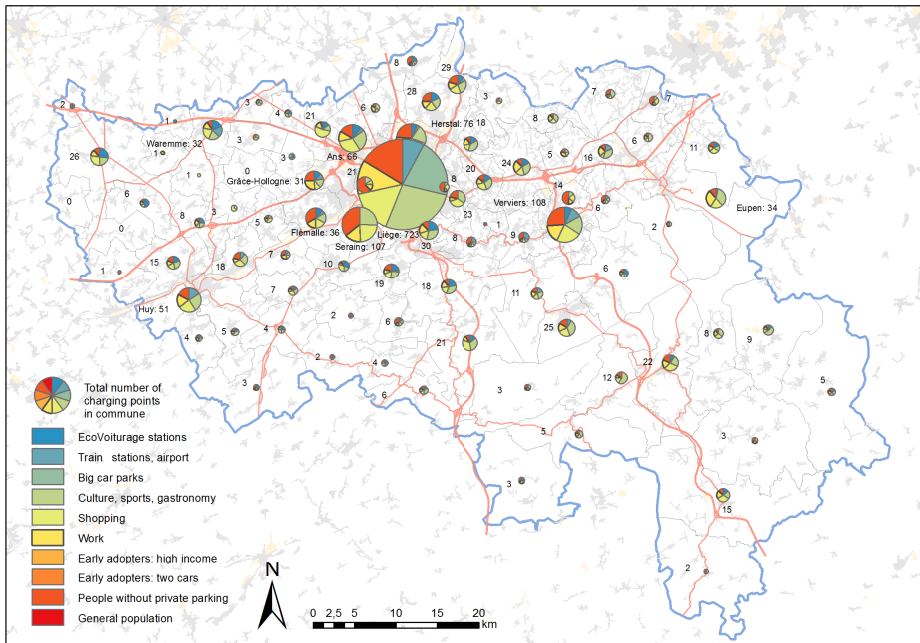 8
29
28
2
3
1
3
4
21
6
Herstal: 76
18
3
7
7
8
Waremme: 32
3
Ans: 66
26
1
3
1
0
Grâce-Hollogne: 31
21
8
20
24
5
16
6
11
14
6
0
8
3
5
Flémalle: 36
Seraing: 107
Liège: 723
23
Verviers: 108
Eupen: 34
6
0
30
8
1
9
2
1
15
18
7
10
19
18
6
Huy: 51
7
11
2
6
25
4
5
4
21
8
9
2
4
22
3
6
3
12
5
5
3
3
15
2
Total number of
charging points
in commune
EcoVoiturage stations
Train stations, airport
Big car parks
Culture, sports, gastronomy
Shopping
Work
Early adopters: high income
Early adopters: two cars
People without private parking
General population
N
0 2,5 5 10 15 20
km